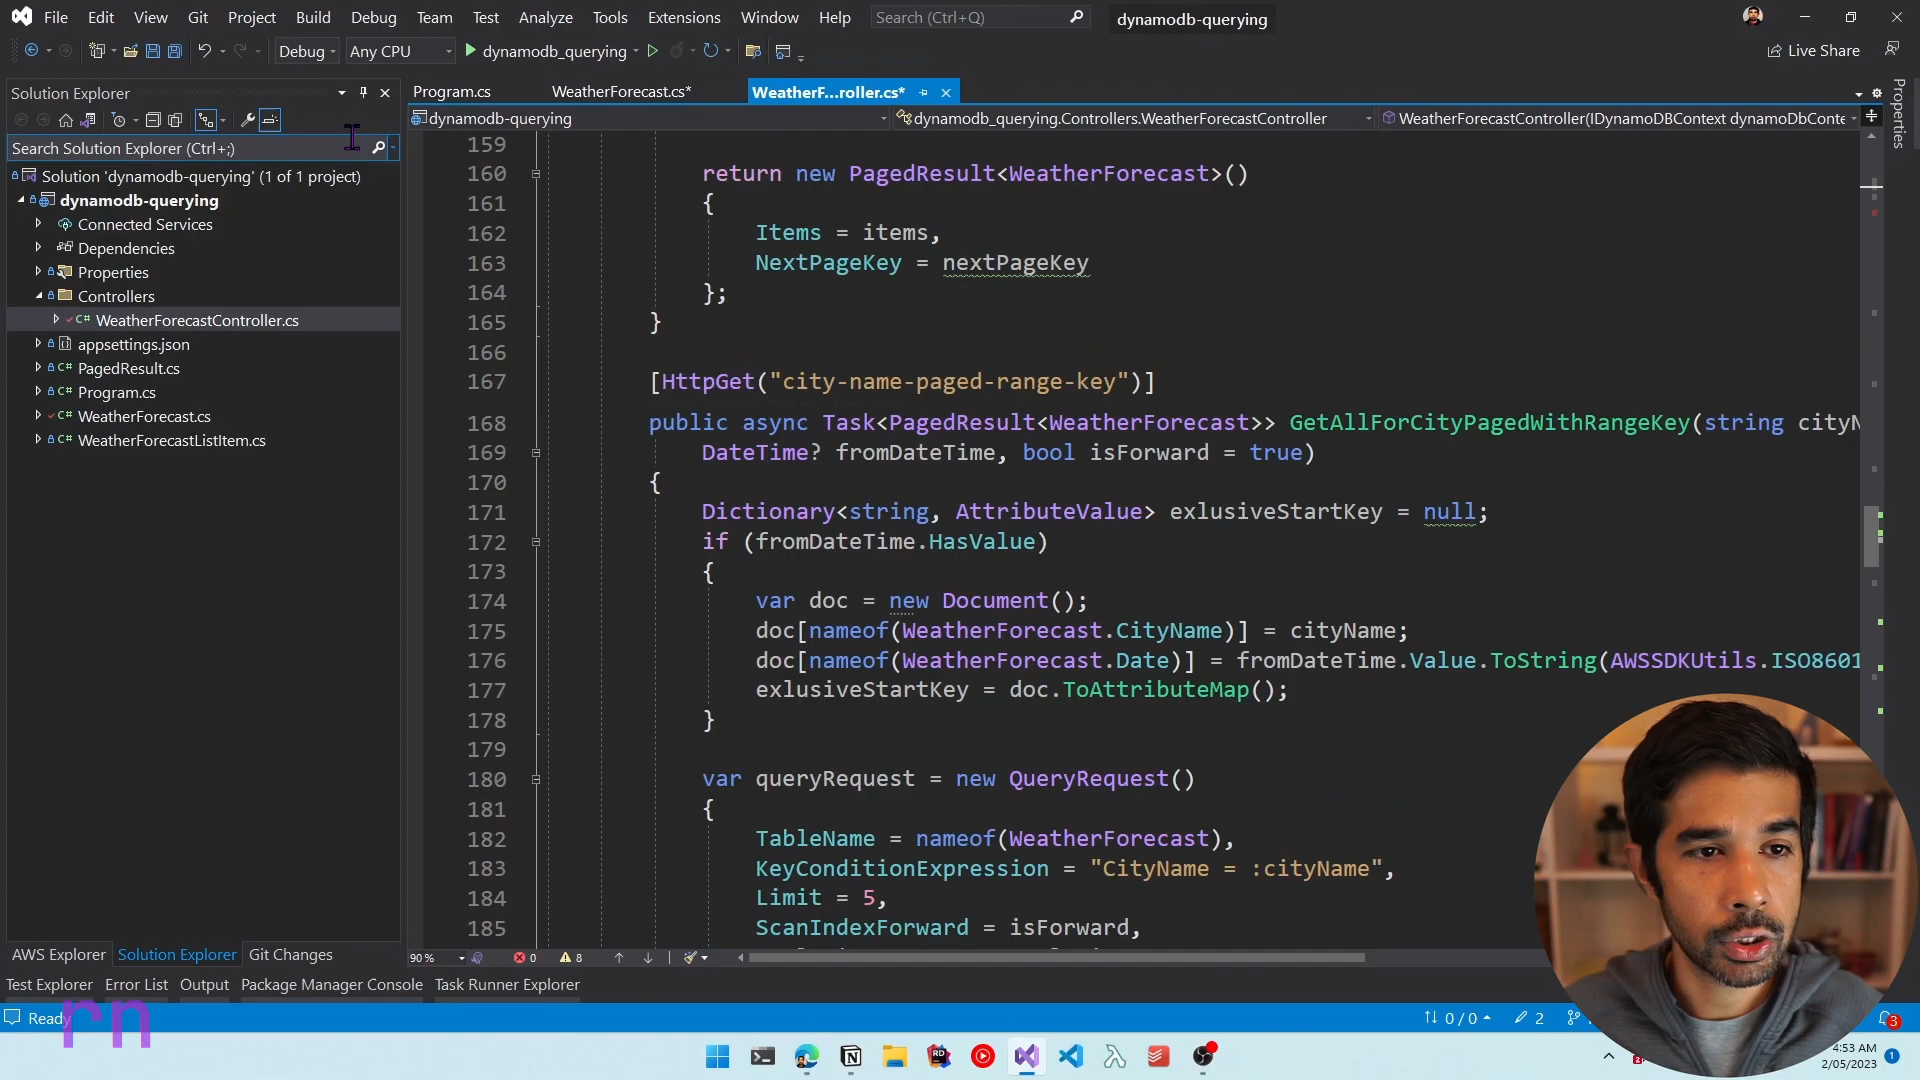 File Edit View Git Project Build Debug Team Test Analyze Tools Extensions Window Help Search (Ctrl+Q) dynamodb-querying
Debug Any CPU dynamodb_querying Live Share
Solution Explorer
Search Solution Explorer (Ctrl+;)
Solution 'dynamodb-querying' (1 of 1 project)
dynamodb-querying
Connected Services
Dependencies
Properties
Controllers
C# WeatherForecastController.cs
appsettings.json
C# PagedResult.cs
C# Program.cs
C# WeatherForecast.cs
C# WeatherForecastListItem.cs
Program.cs WeatherForecast.cs* WeatherF...roller.cs*
dynamodb-querying dynamodb_querying.Controllers.WeatherForecastController WeatherForecastController(IDynamoDBContext dynamoDbConte
Properties
159
160 return new PagedResult<WeatherForecast>()
161 {
162 Items = items,
163 NextPageKey = nextPageKey
164 };
165 }
166
167 [HttpGet("city-name-paged-range-key")]
168 public async Task<PagedResult<WeatherForecast>> GetAllForCityPagedWithRangeKey(string cityN
169 DateTime? fromDateTime, bool isForward = true)
170 {
171 Dictionary<string, AttributeValue> exlusiveStartKey = null;
172 if (fromDateTime.HasValue)
173 {
174 var doc = new Document();
175 doc[nameof(WeatherForecast.CityName)] = cityName;
176 doc[nameof(WeatherForecast.Date)] = fromDateTime.Value.ToString(AWSSDKUtils.ISO8601
177 exlusiveStartKey = doc.ToAttributeMap();
178 }
179
180 var queryRequest = new QueryRequest()
181 {
182 TableName = nameof(WeatherForecast),
183 KeyConditionExpression = "CityName = :cityName",
184 Limit = 5,
185 ScanIndexForward = isForward,
90 % 0 8
AWS Explorer Solution Explorer Git Changes
Test Explorer Error List Output Package Manager Console Task Runner Explorer
Ready 0 / 0 2 3
rn
RD
4:53 AM
2/05/2023
1